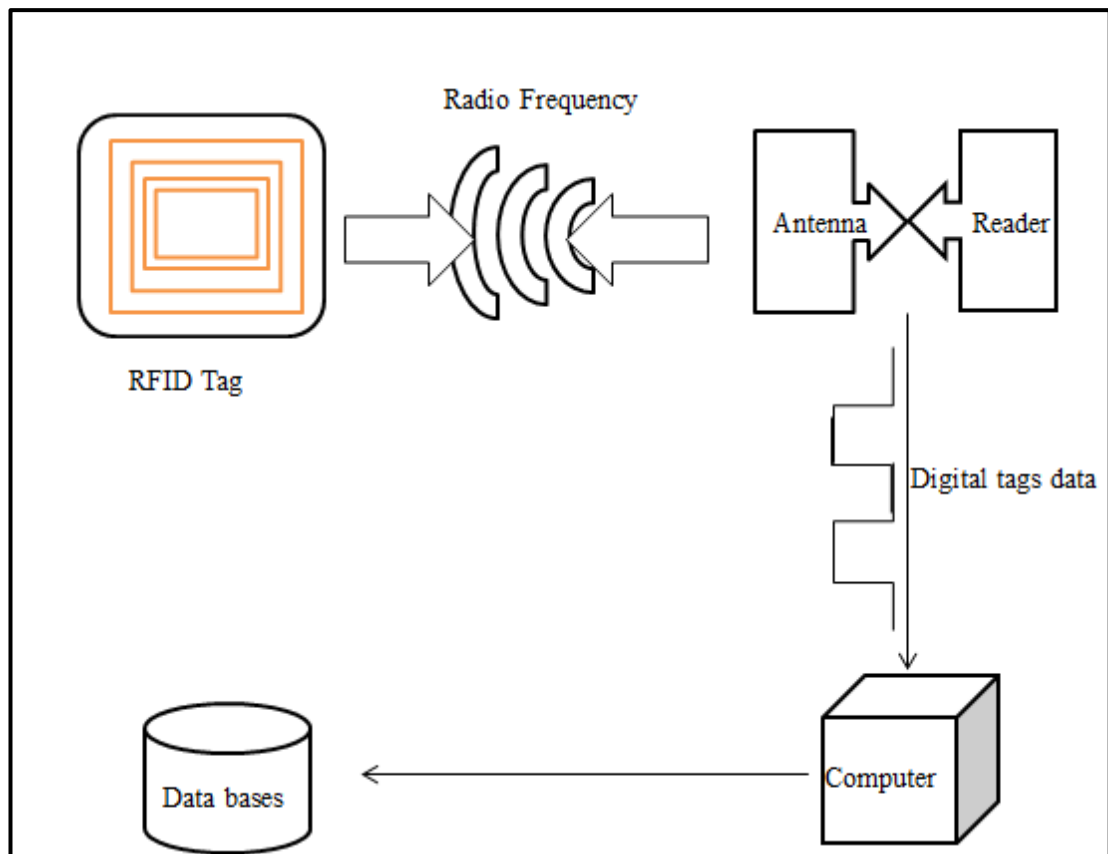 Radio Frequency
Antenna
Reader
RFID Tag
Digital tags data
Data bases
Computer